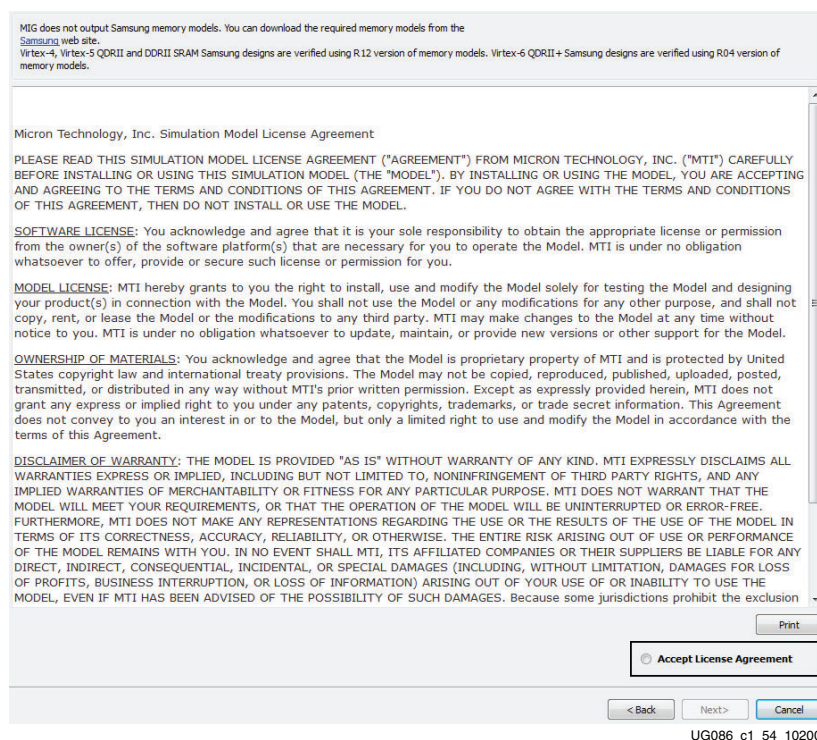 MIG does not output Samsung memory models. You can download the required memory models from the
Samsung web site.
Virtex-4, Virtex-5 QDRII and DDRII SRAM Samsung designs are verified using R12 version of memory models. Virtex-6 QDRII+ Samsung designs are verified using R04 version of
memory models.
Micron Technology, Inc. Simulation Model License Agreement
PLEASE READ THIS SIMULATION MODEL LICENSE AGREEMENT ("AGREEMENT") FROM MICRON TECHNOLOGY, INC. ("MTI") CAREFULLY
BEFORE INSTALLING OR USING THIS SIMULATION MODEL (THE "MODEL"). BY INSTALLING OR USING THE MODEL, YOU ARE ACCEPTING
AND AGREEING TO THE TERMS AND CONDITIONS OF THIS AGREEMENT. IF YOU DO NOT AGREE WITH THE TERMS AND CONDITIONS
OF THIS AGREEMENT, THEN DO NOT INSTALL OR USE THE MODEL.
SOFTWARE LICENSE: You acknowledge and agree that it is your sole responsibility to obtain the appropriate license or permission
from the owner(s) of the software platform(s) that are necessary for you to operate the Model. MTI is under no obligation
whatsoever to offer, provide or secure such license or permission for you.
MODEL LICENSE: MTI hereby grants to you the right to install, use and modify the Model solely for testing the Model and designing
your product(s) in connection with the Model. You shall not use the Model or any modifications for any other purpose, and shall not
copy, rent, or lease the Model or the modifications to any third party. MTI may make changes to the Model at any time without
notice to you. MTI is under no obligation whatsoever to update, maintain, or provide new versions or other support for the Model.
OWNERSHIP OF MATERIALS: You acknowledge and agree that the Model is proprietary property of MTI and is protected by United
States copyright law and international treaty provisions. The Model may not be copied, reproduced, published, uploaded, posted,
transmitted, or distributed in any way without MTI's prior written permission. Except as expressly provided herein, MTI does not
grant any express or implied right to you under any patents, copyrights, trademarks, or trade secret information. This Agreement
does not convey to you an interest in or to the Model, but only a limited right to use and modify the Model in accordance with the
terms of this Agreement.
DISCLAIMER OF WARRANTY: THE MODEL IS PROVIDED "AS IS" WITHOUT WARRANTY OF ANY KIND. MTI EXPRESSLY DISCLAIMS ALL
WARRANTIES EXPRESS OR IMPLIED, INCLUDING BUT NOT LIMITED TO, NONINFRINGEMENT OF THIRD PARTY RIGHTS, AND ANY
IMPLIED WARRANTIES OF MERCHANTABILITY OR FITNESS FOR ANY PARTICULAR PURPOSE. MTI DOES NOT WARRANT THAT THE
MODEL WILL MEET YOUR REQUIREMENTS, OR THAT THE OPERATION OF THE MODEL WILL BE UNINTERRUPTED OR ERROR-FREE.
FURTHERMORE, MTI DOES NOT MAKE ANY REPRESENTATIONS REGARDING THE USE OR THE RESULTS OF THE USE OF THE MODEL IN
TERMS OF ITS CORRECTNESS, ACCURACY, RELIABILITY, OR OTHERWISE. THE ENTIRE RISK ARISING OUT OF USE OR PERFORMANCE
OF THE MODEL REMAINS WITH YOU. IN NO EVENT SHALL MTI, ITS AFFILIATED COMPANIES OR THEIR SUPPLIERS BE LIABLE FOR ANY
DIRECT, INDIRECT, CONSEQUENTIAL, INCIDENTAL, OR SPECIAL DAMAGES (INCLUDING, WITHOUT LIMITATION, DAMAGES FOR LOSS
OF PROFITS, BUSINESS INTERRUPTION, OR LOSS OF INFORMATION) ARISING OUT OF YOUR USE OF OR INABILITY TO USE THE
MODEL, EVEN IF MTI HAS BEEN ADVISED OF THE POSSIBILITY OF SUCH DAMAGES. Because some jurisdictions prohibit the exclusion
Print
Accept License Agreement
< Back Next> Cancel
UG086_c1_54_10200